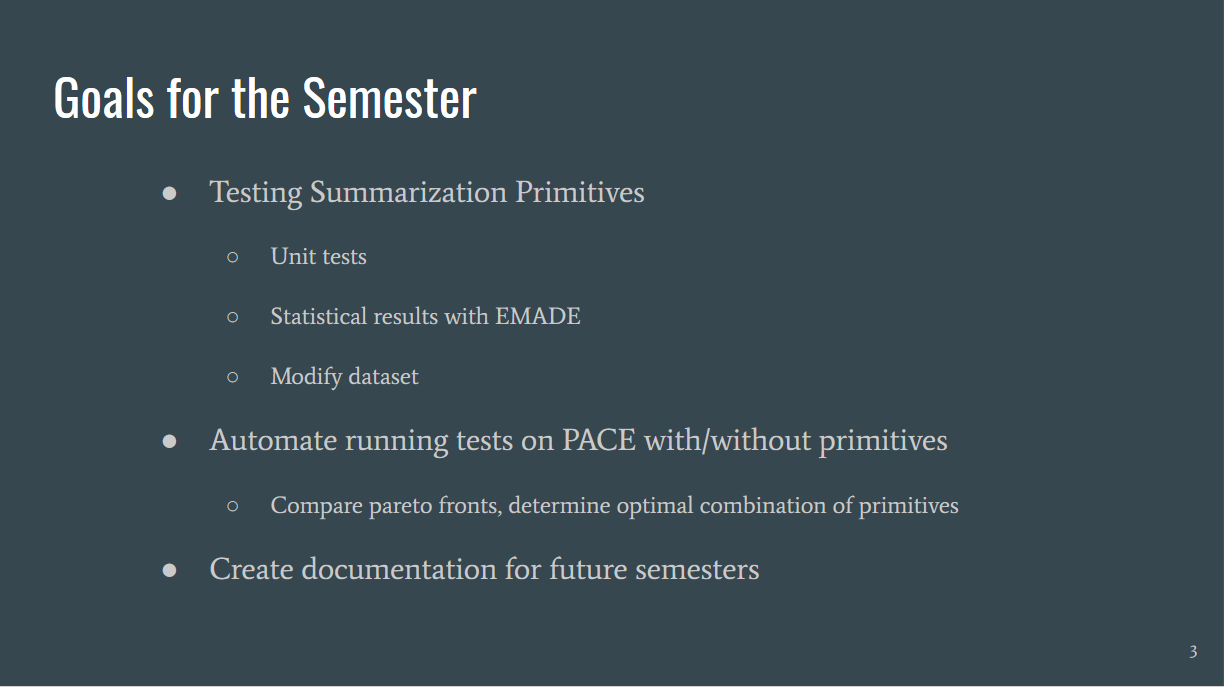 Goals for the Semester
● Testing Summarization Primitives
○ Unit tests
○ Statistical results with EMADE
○ Modify dataset
● Automate running tests on PACE with/without primitives
○ Compare pareto fronts, determine optimal combination of primitives
● Create documentation for future semesters
3